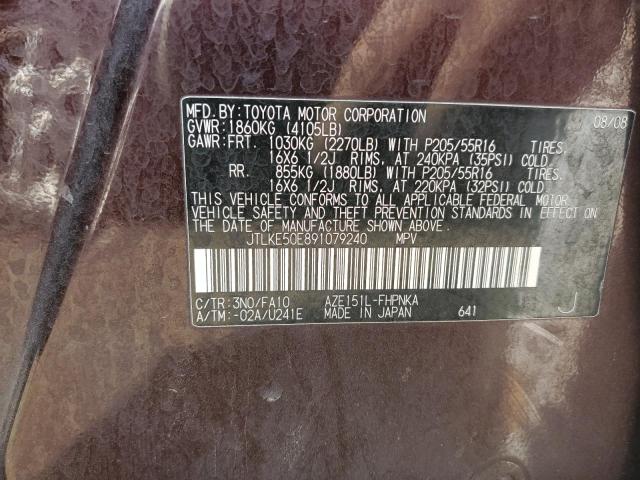 MFD. BY: TOYOTA MOTOR CORPORATION 08/08
GVWR: 1860KG (4105LB)
GAWR: FRT. 1030KG (2270LB) WITH P205/55R16 TIRES,
16X6 1/2J RIMS, AT 240KPA (35PSI) COLD
RR. 855KG (1880LB) WITH P205/55R16 TIRES,
16X6 1/2J RIMS, AT 220KPA (32PSI) COLD
THIS VEHICLE CONFORMS TO ALL APPLICABLE FEDERAL MOTOR
VEHICLE SAFETY AND THEFT PREVENTION STANDARDS IN EFFECT ON
THE DATE OF MANUFACTURE SHOWN ABOVE.
JTLKE50E891079240 MPV
C/TR: 3N0/FA10 AZE151L-FHPNKA J
A/TM: -02A/U241E MADE IN JAPAN 641